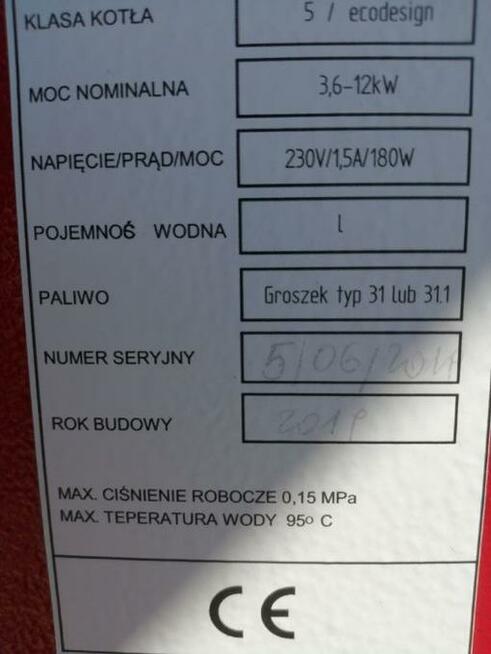 KLASA KOTŁA 5 / ecodesign
MOC NOMINALNA 3,6-12kW
NAPIĘCIE/PRĄD/MOC 230V/1,5A/180W
POJEMNOŚ WODNA l
PALIWO Groszek typ 31 lub 31.1
NUMER SERYJNY 5/06/
ROK BUDOWY
MAX. CIŚNIENIE ROBOCZE 0,15 MPa
MAX. TEPERATURA WODY 95º C
CE